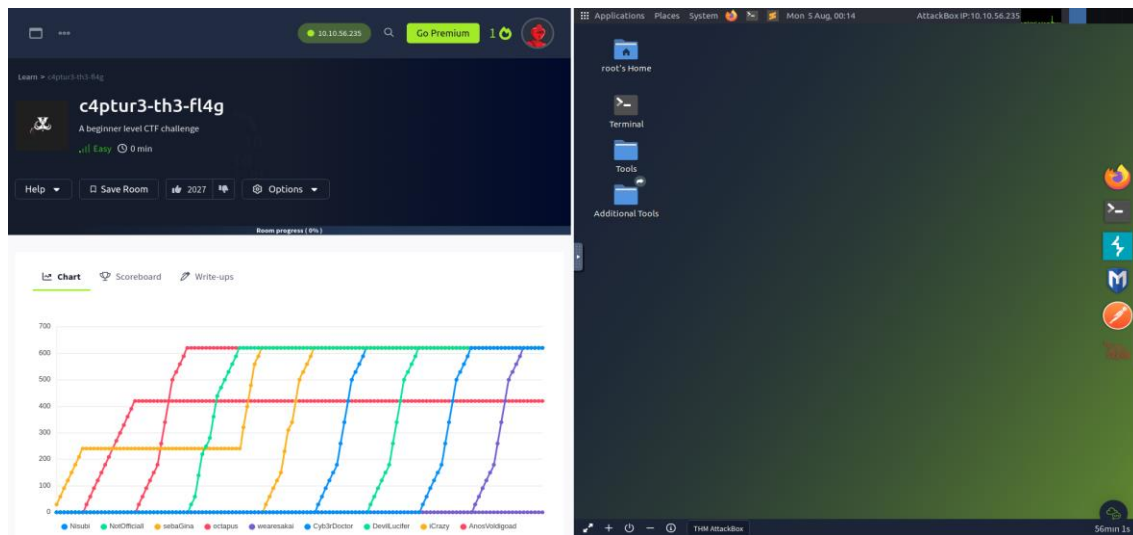 10.10.56.235
Go Premium
1
Learn > c4ptur3-th3-fl4g
c4ptur3-th3-fl4g
A beginner level CTF challenge
Easy 0 min
Help
Save Room
2027
Options
Room progress ( 0% )
Chart
Scoreboard
Write-ups
700
600
500
400
300
200
100
0
Nisubi NotOfficiall sebaGina octapus wearesakai Cyb3rDoctor DevilLucifer iCrazy AnosVoldigoad
Applications Places System Mon 5 Aug, 00:14 AttackBox IP:10.10.56.235
root's Home
Terminal
Tools
Additional Tools
THM AttackBox
56min 1s